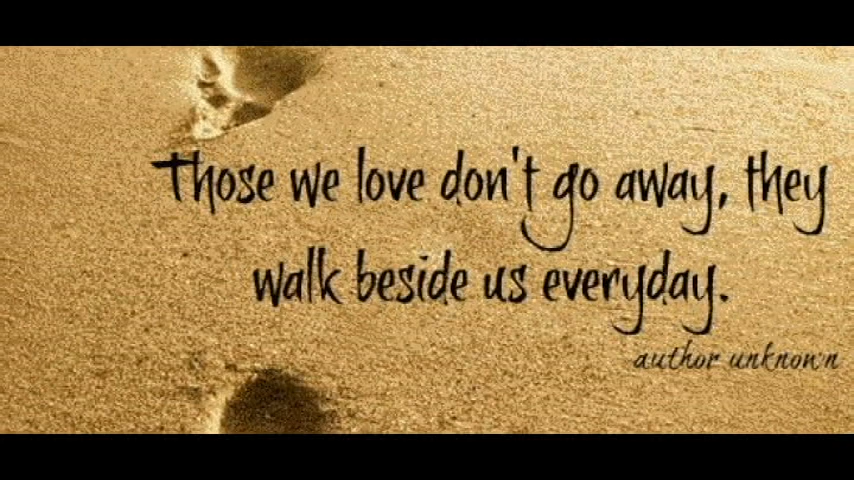 Those we love don't go away, they
walk beside us everyday.
author unknown